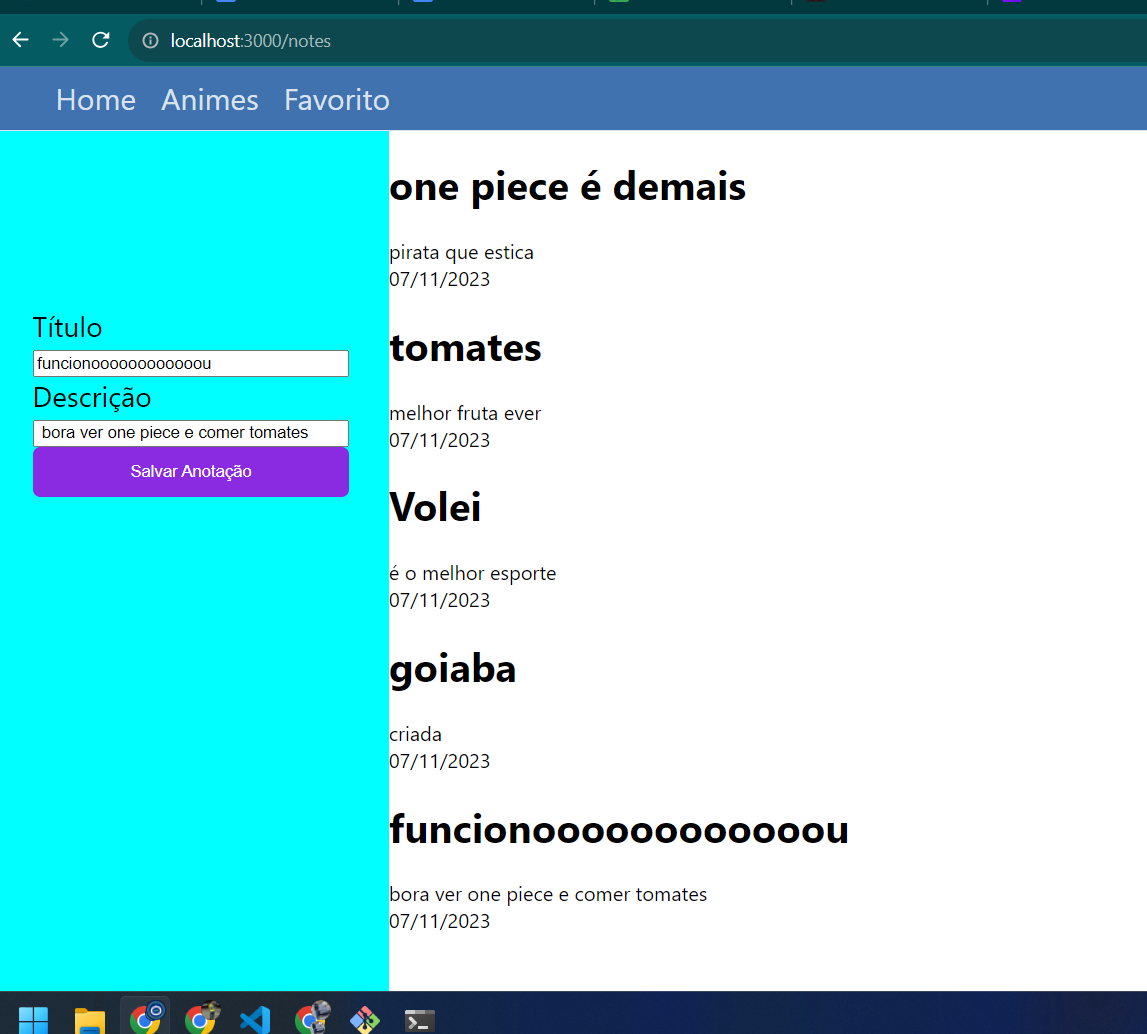 localhost:3000/notes
Home Animes Favorito
Título
funcionooooooooooooou
Descrição
bora ver one piece e comer tomates
Salvar Anotação
one piece é demais
pirata que estica
07/11/2023
tomates
melhor fruta ever
07/11/2023
Volei
é o melhor esporte
07/11/2023
goiaba
criada
07/11/2023
funcionooooooooooooou
bora ver one piece e comer tomates
07/11/2023